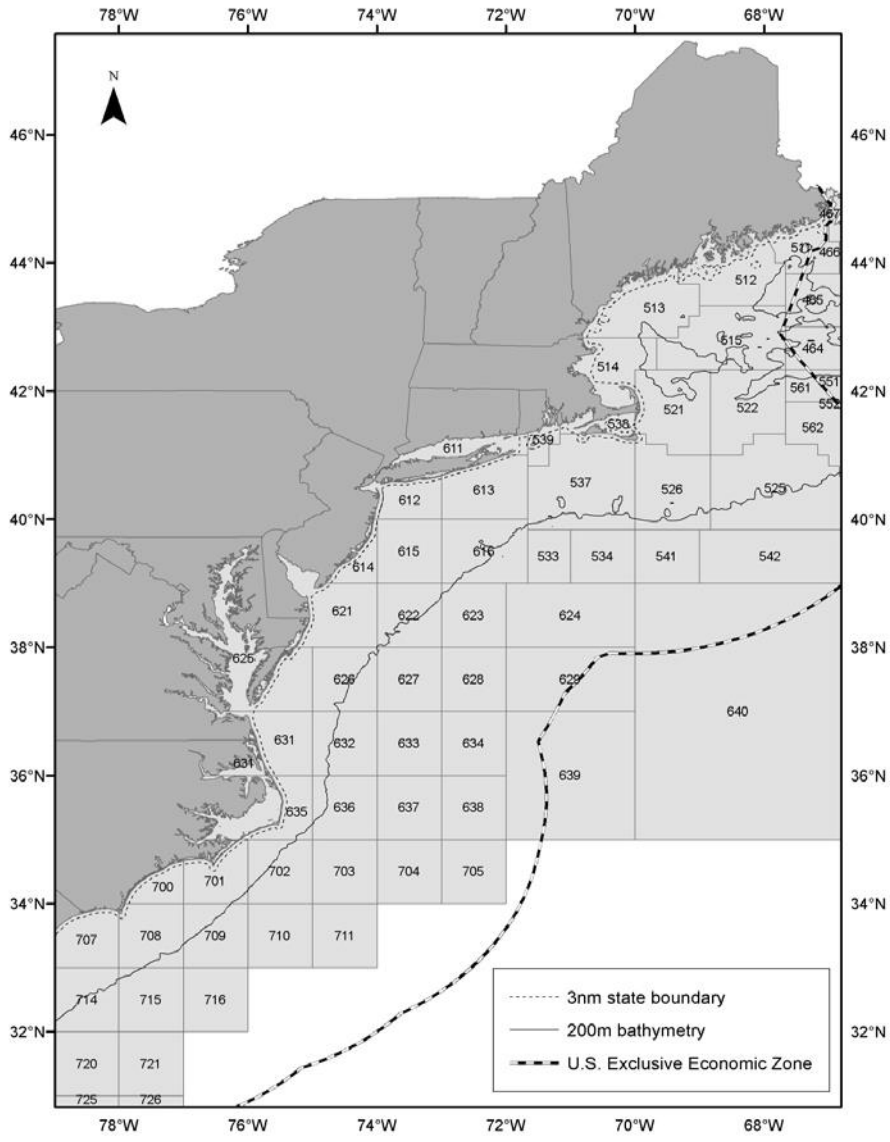 78°W 76°W 74°W 72°W 70°W 68°W
N
46°N 46°N
467
44°N 511 466 44°N
512
465
513
515
464
514
42°N 551 42°N
561
552
521 522
562
538
539
611
537 526 525
613
612
40°N 40°N
615 616 533 534 541 542
614
621 622 623 624
38°N 625 38°N
626 627 628 629
640
631 632 633 634
36°N 631 639 36°N
635 636 637 638
702 703 704 705
701
700
34°N 34°N
707 708 709 710 711
714 715 716
3nm state boundary
32°N 200m bathymetry 32°N
720 721 U.S. Exclusive Economic Zone
725 726
78°W 76°W 74°W 72°W 70°W 68°W